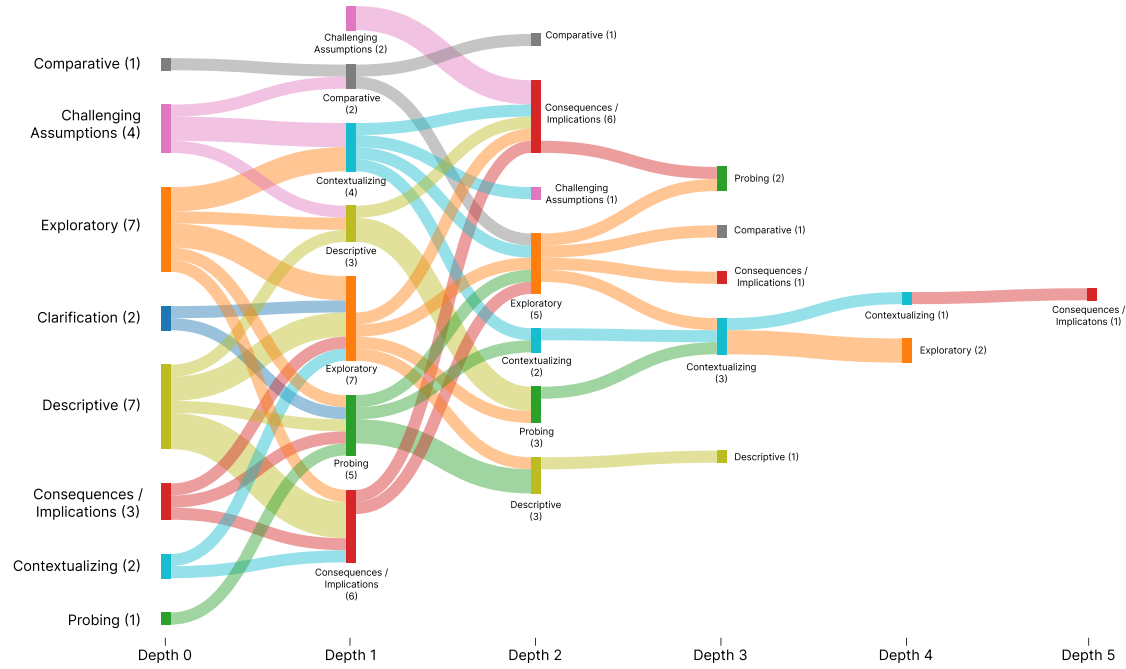 Comparative (1)
Challenging
Assumptions (4)
Exploratory (7)
Clarification (2)
Descriptive (7)
Consequences /
Implications (3)
Contextualizing (2)
Probing (1)
Challenging
Assumptions (2)
Comparative
(2)
Contextualizing
(4)
Descriptive
(3)
Exploratory
(7)
Probing
(5)
Consequences /
Implications
(6)
Comparative (1)
Consequences /
Implications (6)
Challenging
Assumptions (1)
Exploratory
(5)
Contextualizing
(2)
Probing
(3)
Descriptive
(3)
Probing (2)
Comparative (1)
Consequences /
Implications (1)
Contextualizing
(3)
Descriptive (1)
Contextualizing (1)
Exploratory (2)
Consequences /
Implicatons (1)
Depth 0
Depth 1
Depth 2
Depth 3
Depth 4
Depth 5